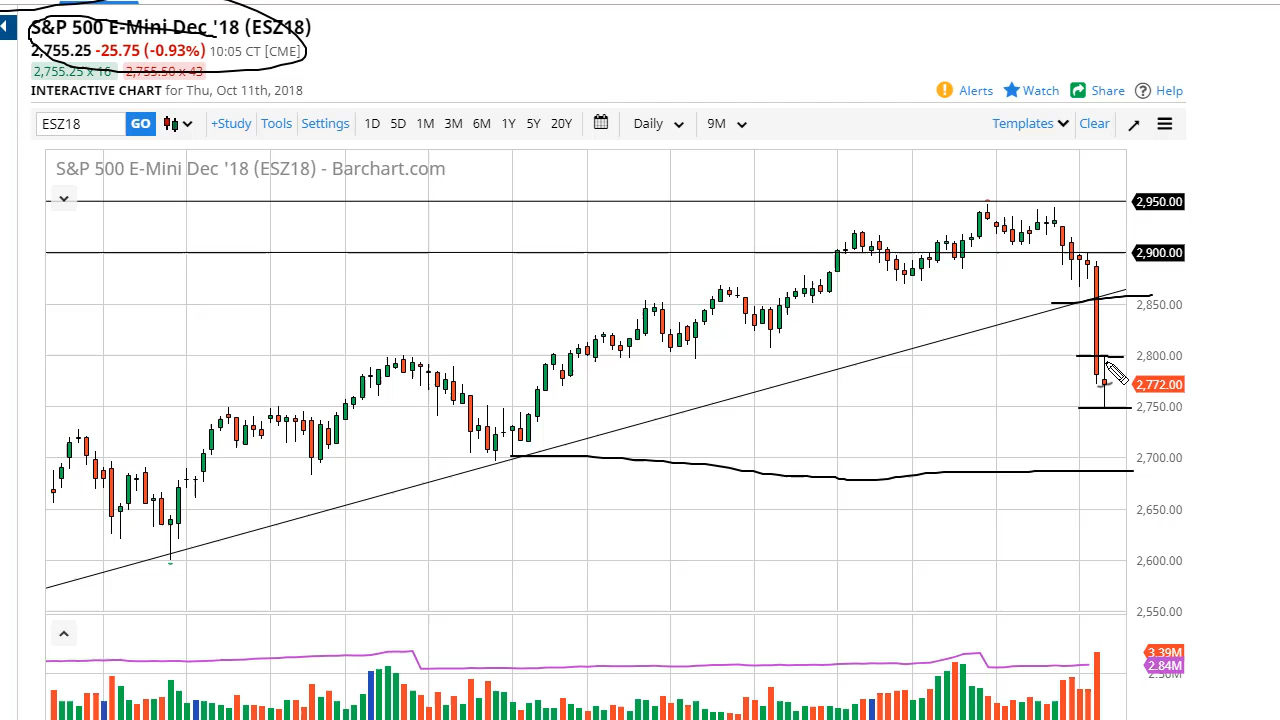 S&P 500 E-Mini Dec '18 (ESZ18)
2,755.25 -25.75 (-0.93%) 10:05 CT [CME]
2,755.25 x 16 2,755.50 x 43
INTERACTIVE CHART for Thu, Oct 11th, 2018
Alerts Watch Share Help
ESZ18 GO +Study Tools Settings 1D 5D 1M 3M 6M 1Y 5Y 20Y Daily 9M Templates Clear
S&P 500 E-Mini Dec '18 (ESZ18) - Barchart.com
2,950.00
2,900.00
2,850.00
2,800.00
2,772.00
2,750.00
2,700.00
2,650.00
2,600.00
2,550.00
3.39M
2.84M
2.50M